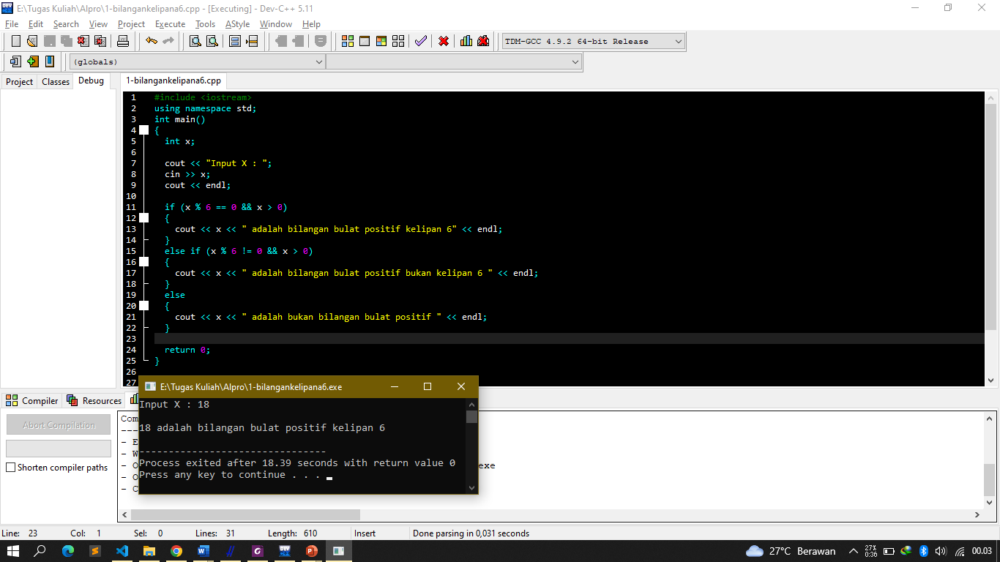 E:\Tugas Kuliah\Alpro\1-bilangankelipana6.cpp - [Executing] - Dev-C++ 5.11
File Edit Search View Project Execute Tools AStyle Window Help
TDM-GCC 4.9.2 64-bit Release
(globals)
Project Classes Debug
1-bilangankelipana6.cpp
1 #include <iostream>
2 using namespace std;
3 int main()
4 {
5 int x;
6
7 cout << "Input X : ";
8 cin >> x;
9 cout << endl;
10
11 if (x % 6 == 0 && x > 0)
12 {
13 cout << x << " adalah bilangan bulat positif kelipan 6" << endl;
14 }
15 else if (x % 6 != 0 && x > 0)
16 {
17 cout << x << " adalah bilangan bulat positif bukan kelipan 6 " << endl;
18 }
19 else
20 {
21 cout << x << " adalah bukan bilangan bulat positif " << endl;
22 }
23
24 return 0;
25 }
26
27
E:\Tugas Kuliah\Alpro\1-bilangankelipana6.exe
Input X : 18
18 adalah bilangan bulat positif kelipan 6
--------------------------------
Process exited after 18.39 seconds with return value 0
Press any key to continue . . .
Compiler Resources
Abort Compilation
Shorten compiler paths
Com
- E
- W
- O
exe
- O
- C
Line: 23 Col: 1 Sel: 0 Lines: 31 Length: 610 Insert Done parsing in 0,031 seconds
27°C Berawan
27%
0:36
00.03